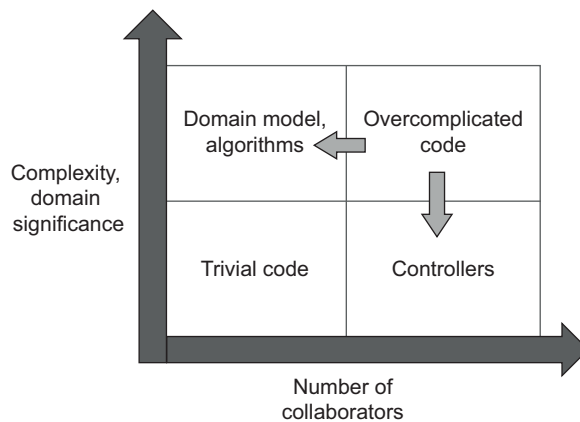 Complexity,
domain
significance
Domain model,
algorithms
Overcomplicated
code
Trivial code
Controllers
Number of
collaborators